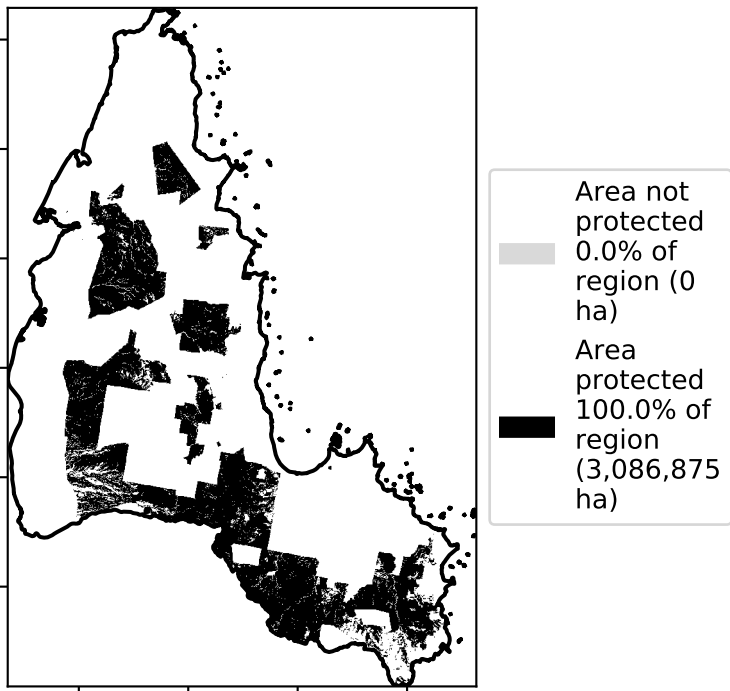 Area not
protected
0.0% of
region (0
ha)
Area
protected
100.0% of
region
(3,086,875
ha)